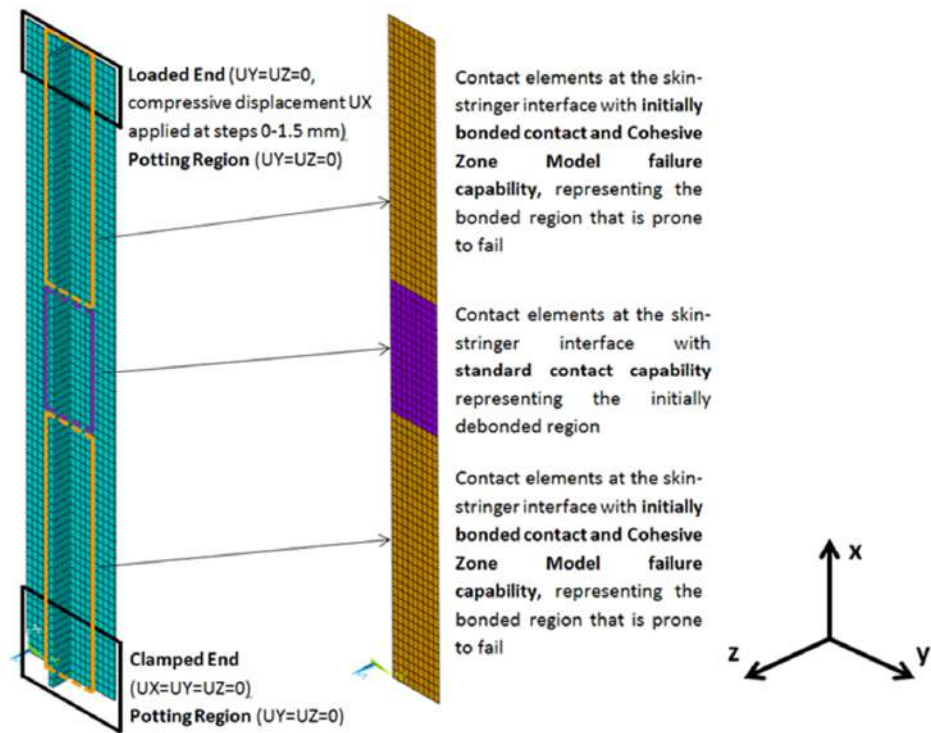 Loaded End (UY=UZ=0,
compressive displacement UX
applied at steps 0-1.5 mm)
Potting Region (UY=UZ=0)
Contact elements at the skin-
stringer interface with initially
bonded contact and Cohesive
Zone Model failure
capability, representing the
bonded region that is prone
to fail
Contact elements at the skin-
stringer interface with
standard contact capability
representing the initially
debonded region
Contact elements at the skin-
stringer interface with initially
bonded contact and Cohesive
Zone Model failure
capability, representing the
bonded region that is prone
to fail
Clamped End
(UX=UY=UZ=0)
Potting Region (UY=UZ=0)
x
z
y